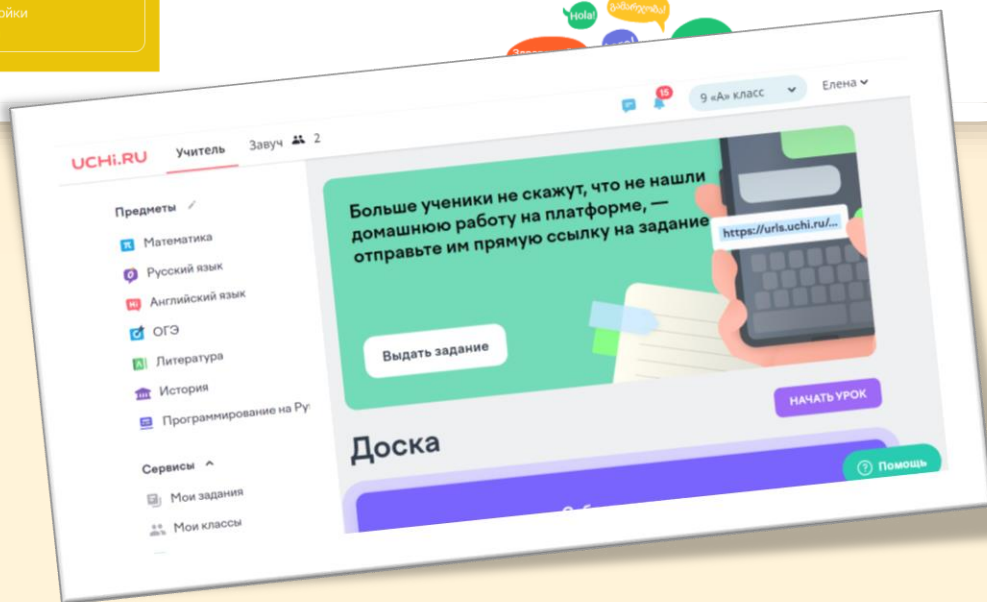 ойки
Hola!
გამარჯობა!
UCHi.RU
Учитель
Завуч
2
15
9 «А» класс
Елена
Предметы
Математика
Русский язык
Английский язык
ОГЭ
Литература
История
Программирование на Py
Больше ученики не скажут, что не нашли
домашнюю работу на платформе, —
отправьте им прямую ссылку на задание
https://urls.uchi.ru/...
Выдать задание
НАЧАТЬ УРОК
Доска
Помощь
Сервисы
Мои задания
Мои классы